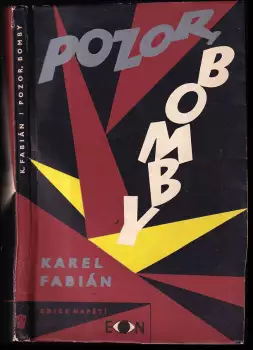 K. FABIÁN / POZOR, BOMBY
POZOR,
BOMBY
KAREL
FABIÁN
EDICE NAPĚTÍ
E N